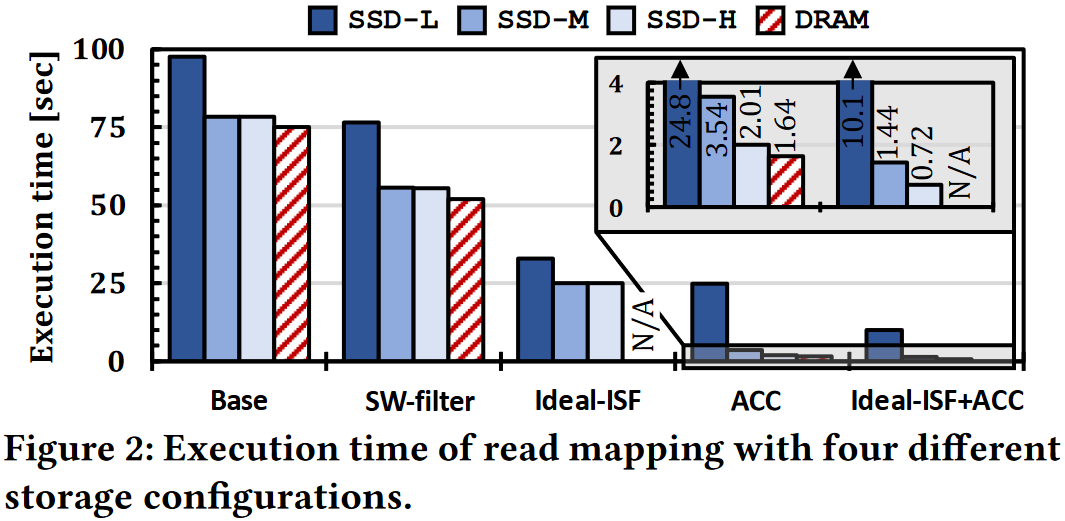 SSD-L SSD-M SSD-H DRAM
Execution time [sec]
100
75
50
25
0
N/A
4
2
0
24.8
3.54
2.01
1.64
10.1
1.44
0.72
N/A
Base SW-filter Ideal-ISF ACC Ideal-ISF+ACC
Figure 2: Execution time of read mapping with four different
storage configurations.